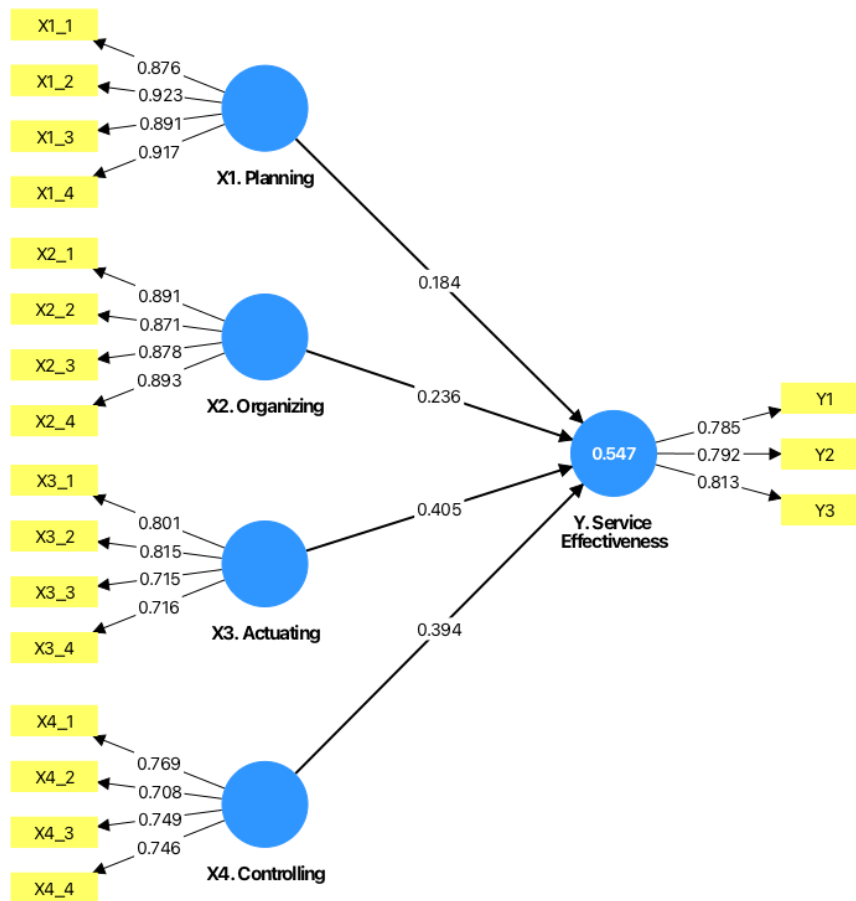 X1_1
0.876
X1_2
0.923
X1_3
0.891
0.917
X1_4
X1. Planning
X2_1
0.891
X2_2
0.871
X2_3
0.878
0.893
X2_4
X2. Organizing
X3_1
0.801
X3_2
0.815
X3_3
0.715
0.716
X3_4
X3. Actuating
X4_1
0.769
X4_2
0.708
X4_3
0.749
0.746
X4_4
X4. Controlling
0.184
0.236
0.405
0.394
0.547
Y. Service
Effectiveness
0.785
Y1
0.792
Y2
0.813
Y3